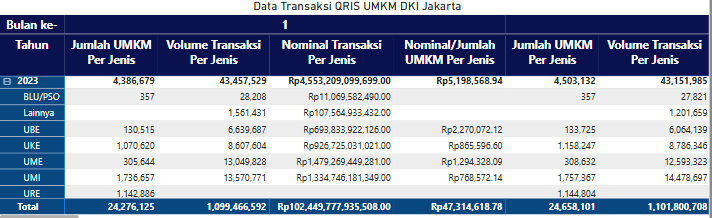 Data Transaksi QRIS UMKM DKI Jakarta
Bulan ke- 1
Tahun Jumlah UMKM Per Jenis Volume Transaksi Per Jenis Nominal Transaksi Per Jenis Nominal/Jumlah UMKM Per Jenis Jumlah UMKM Per Jenis Volume Transaksi Per Jenis
2023 4,386,679 43,457,529 Rp4,553,209,099,699.00 Rp5,198,568.94 4,503,132 43,151,985
BLU/PSO 357 28,208 Rp11,069,582,490.00 357 27,821
Lainnya 1,561,431 Rp107,564,933,432.00 1,201,659
UBE 130,515 6,639,687 Rp693,833,922,126.00 Rp2,270,072.12 133,725 6,064,139
UKE 1,070,620 8,607,604 Rp926,725,031,021.00 Rp865,596.60 1,158,247 8,786,346
UME 305,644 13,049,828 Rp1,479,269,449,281.00 Rp1,294,328.09 308,632 12,593,323
UMI 1,736,657 13,570,771 Rp1,334,746,181,349.00 Rp768,572.14 1,757,367 14,478,697
URE 1,142,886 1,144,804
Total 24,276,125 1,099,466,592 Rp102,449,777,935,508.00 Rp47,314,618.78 24,658,101 1,101,800,708